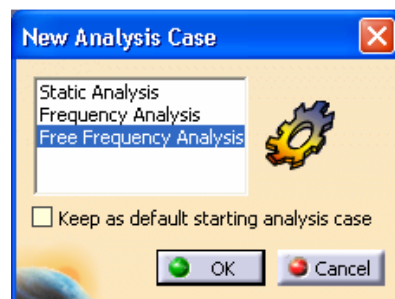 New Analysis Case
Static Analysis
Frequency Analysis
Free Frequency Analysis
Keep as default starting analysis case
OK
Cancel